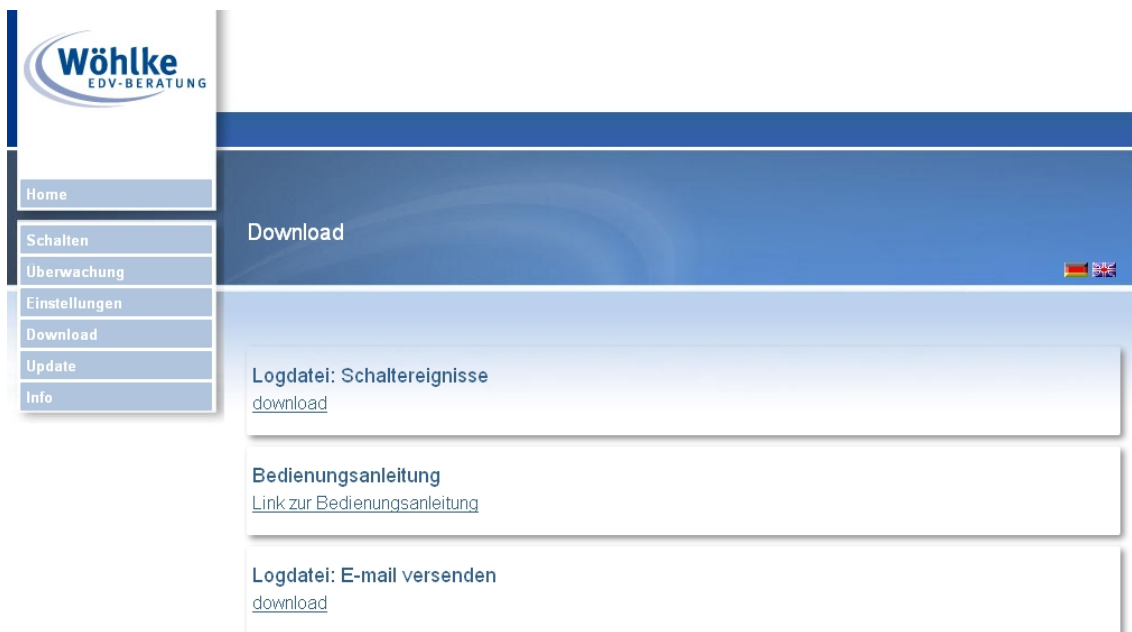 Wöhlke
EDV-BERATUNG
Home
Schalten
Überwachung
Einstellungen
Download
Update
Info
Download
Logdatei: Schaltereignisse
download
Bedienungsanleitung
Link zur Bedienungsanleitung
Logdatei: E-mail versenden
download